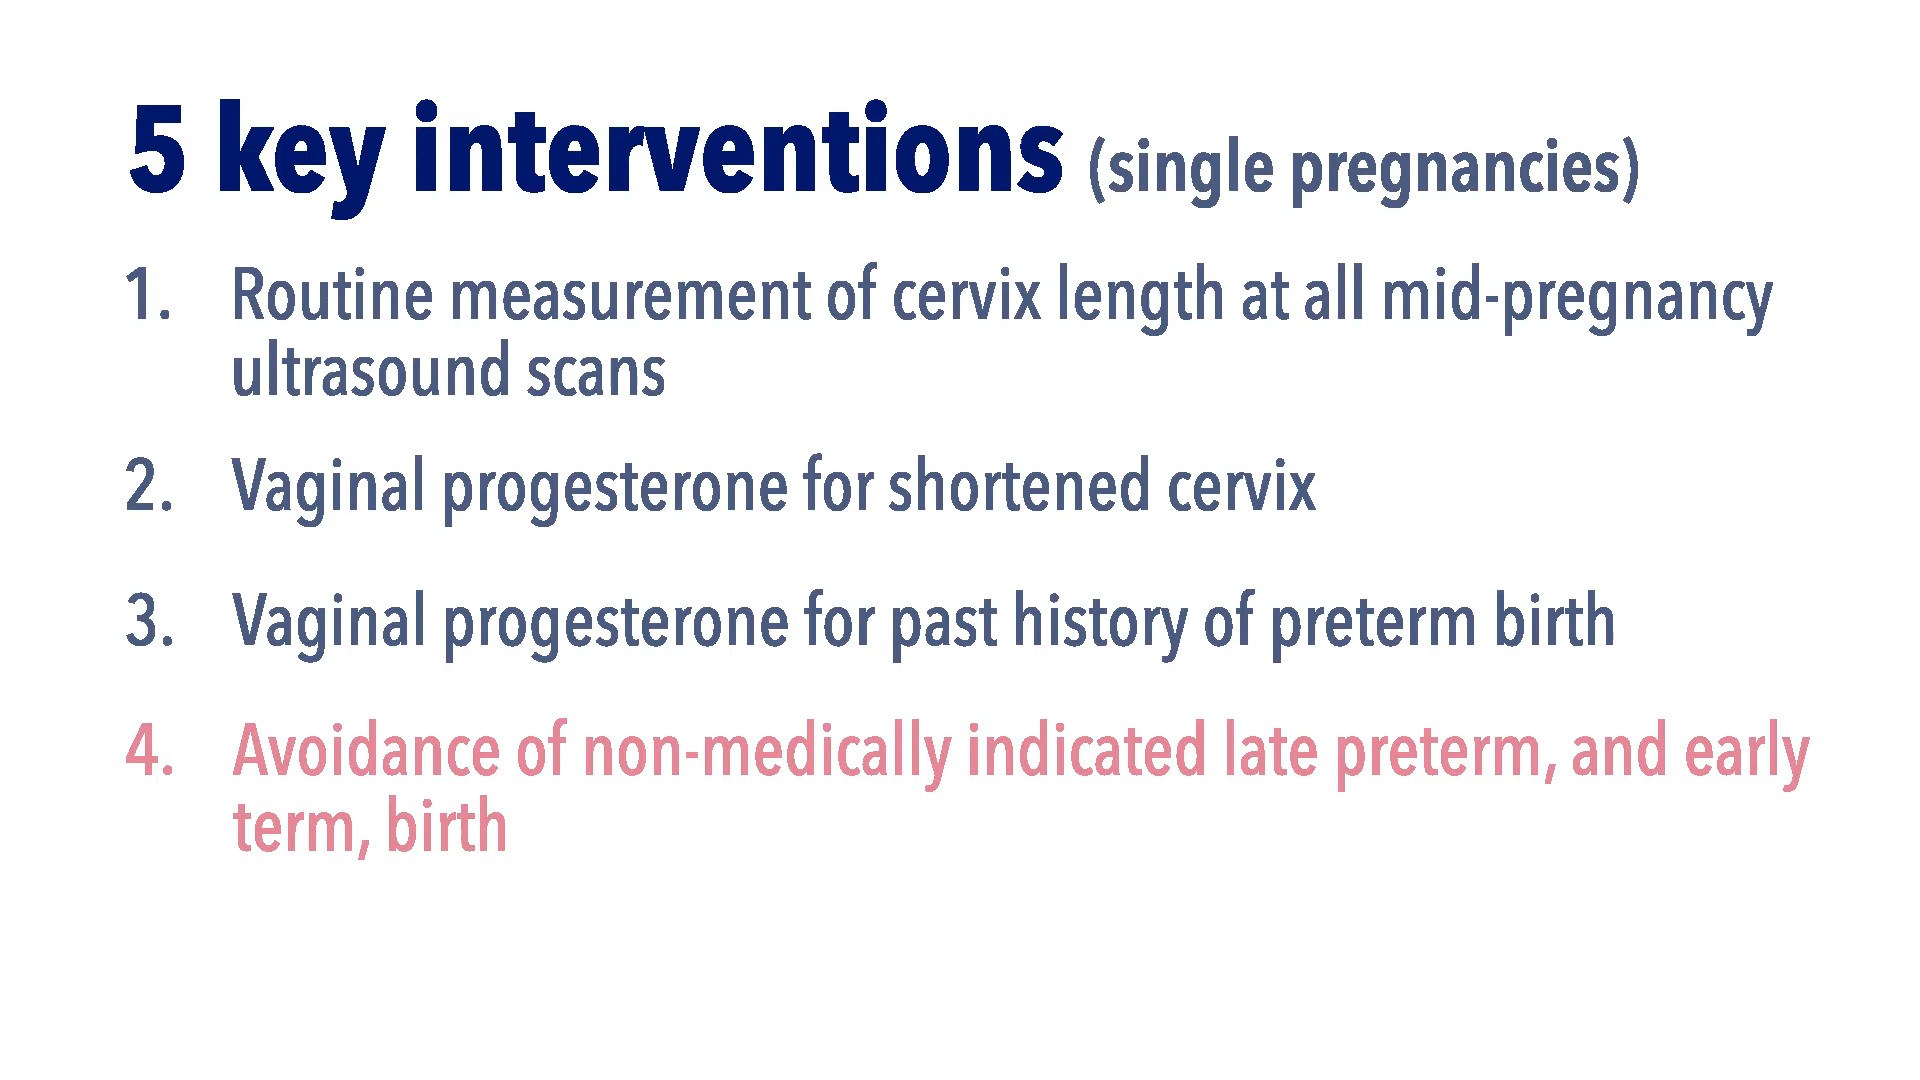 5 key interventions (single pregnancies)
1. Routine measurement of cervix length at all mid-pregnancy
ultrasound scans
2. Vaginal progesterone for shortened cervix
3. Vaginal progesterone for past history of preterm birth
4. Avoidance of non-medically indicated late preterm, and early
term, birth